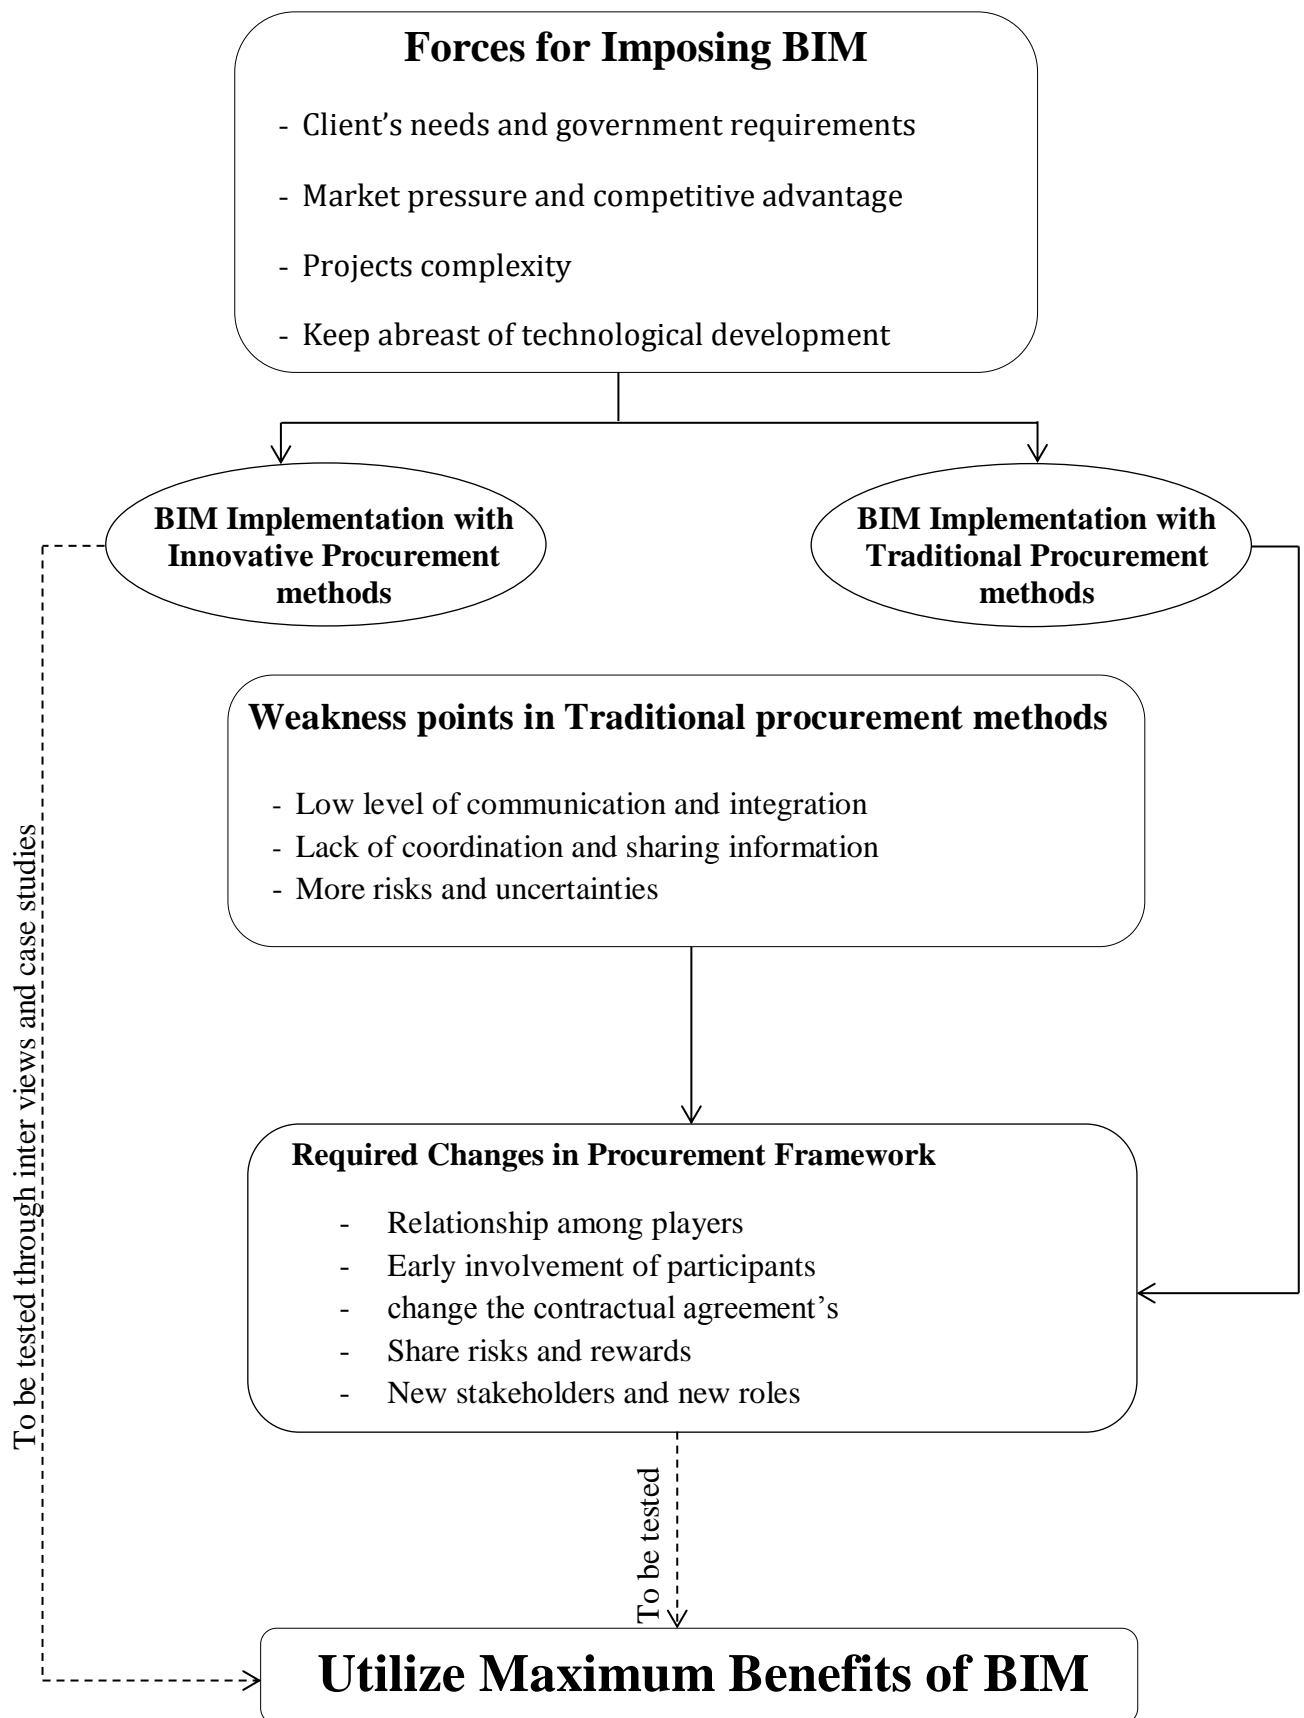 Forces for Imposing BIM
- Client’s needs and government requirements
- Market pressure and competitive advantage
- Projects complexity
- Keep abreast of technological development
BIM Implementation with
Innovative Procurement
methods
BIM Implementation with
Traditional Procurement
methods
Weakness points in Traditional procurement methods
- Low level of communication and integration
- Lack of coordination and sharing information
- More risks and uncertainties
To be tested through inter views and case studies
Required Changes in Procurement Framework
- Relationship among players
- Early involvement of participants
- change the contractual agreement’s
- Share risks and rewards
- New stakeholders and new roles
To be tested
Utilize Maximum Benefits of BIM